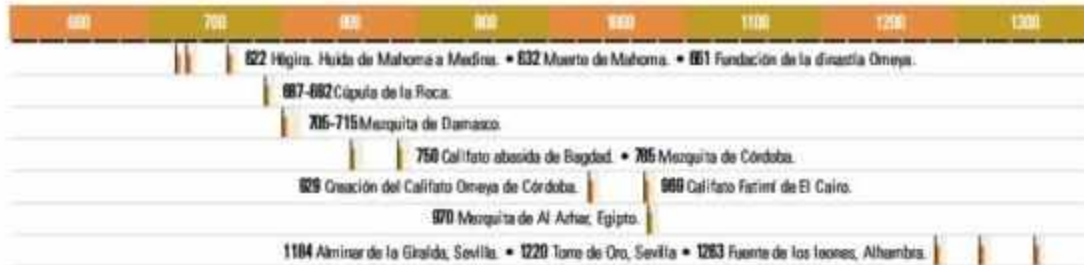 600 700 800 900 1000 1100 1200 1300
622 Hégira. Huida de Mahoma a Medina. • 632 Muerte de Mahoma. • 661 Fundación de la dinastía Omeya.
687-692 Cúpula de la Roca.
705-715 Mezquita de Damasco.
750 Califato abasida de Bagdad. • 785 Mezquita de Córdoba.
929 Creación del Califato Omeya de Córdoba. 969 Califato Fatimí de El Cairo.
970 Mezquita de Al Azhar, Egipto.
1184 Alminar de la Giralda, Sevilla. • 1220 Torre de Oro, Sevilla • 1263 Fuente de los leones, Alhambra.